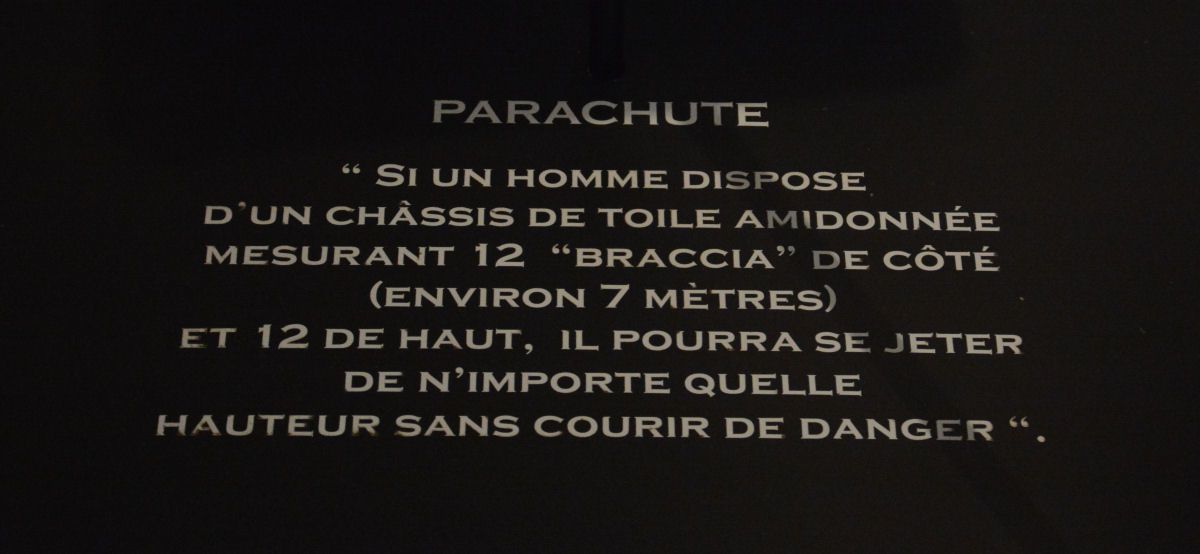 PARACHUTE
“ SI UN HOMME DISPOSE
D’UN CHÂSSIS DE TOILE AMIDONNÉE
MESURANT 12 “BRACCIA” DE CÔTÉ
(ENVIRON 7 MÈTRES)
ET 12 DE HAUT, IL POURRA SE JETER
DE N’IMPORTE QUELLE
HAUTEUR SANS COURIR DE DANGER “.